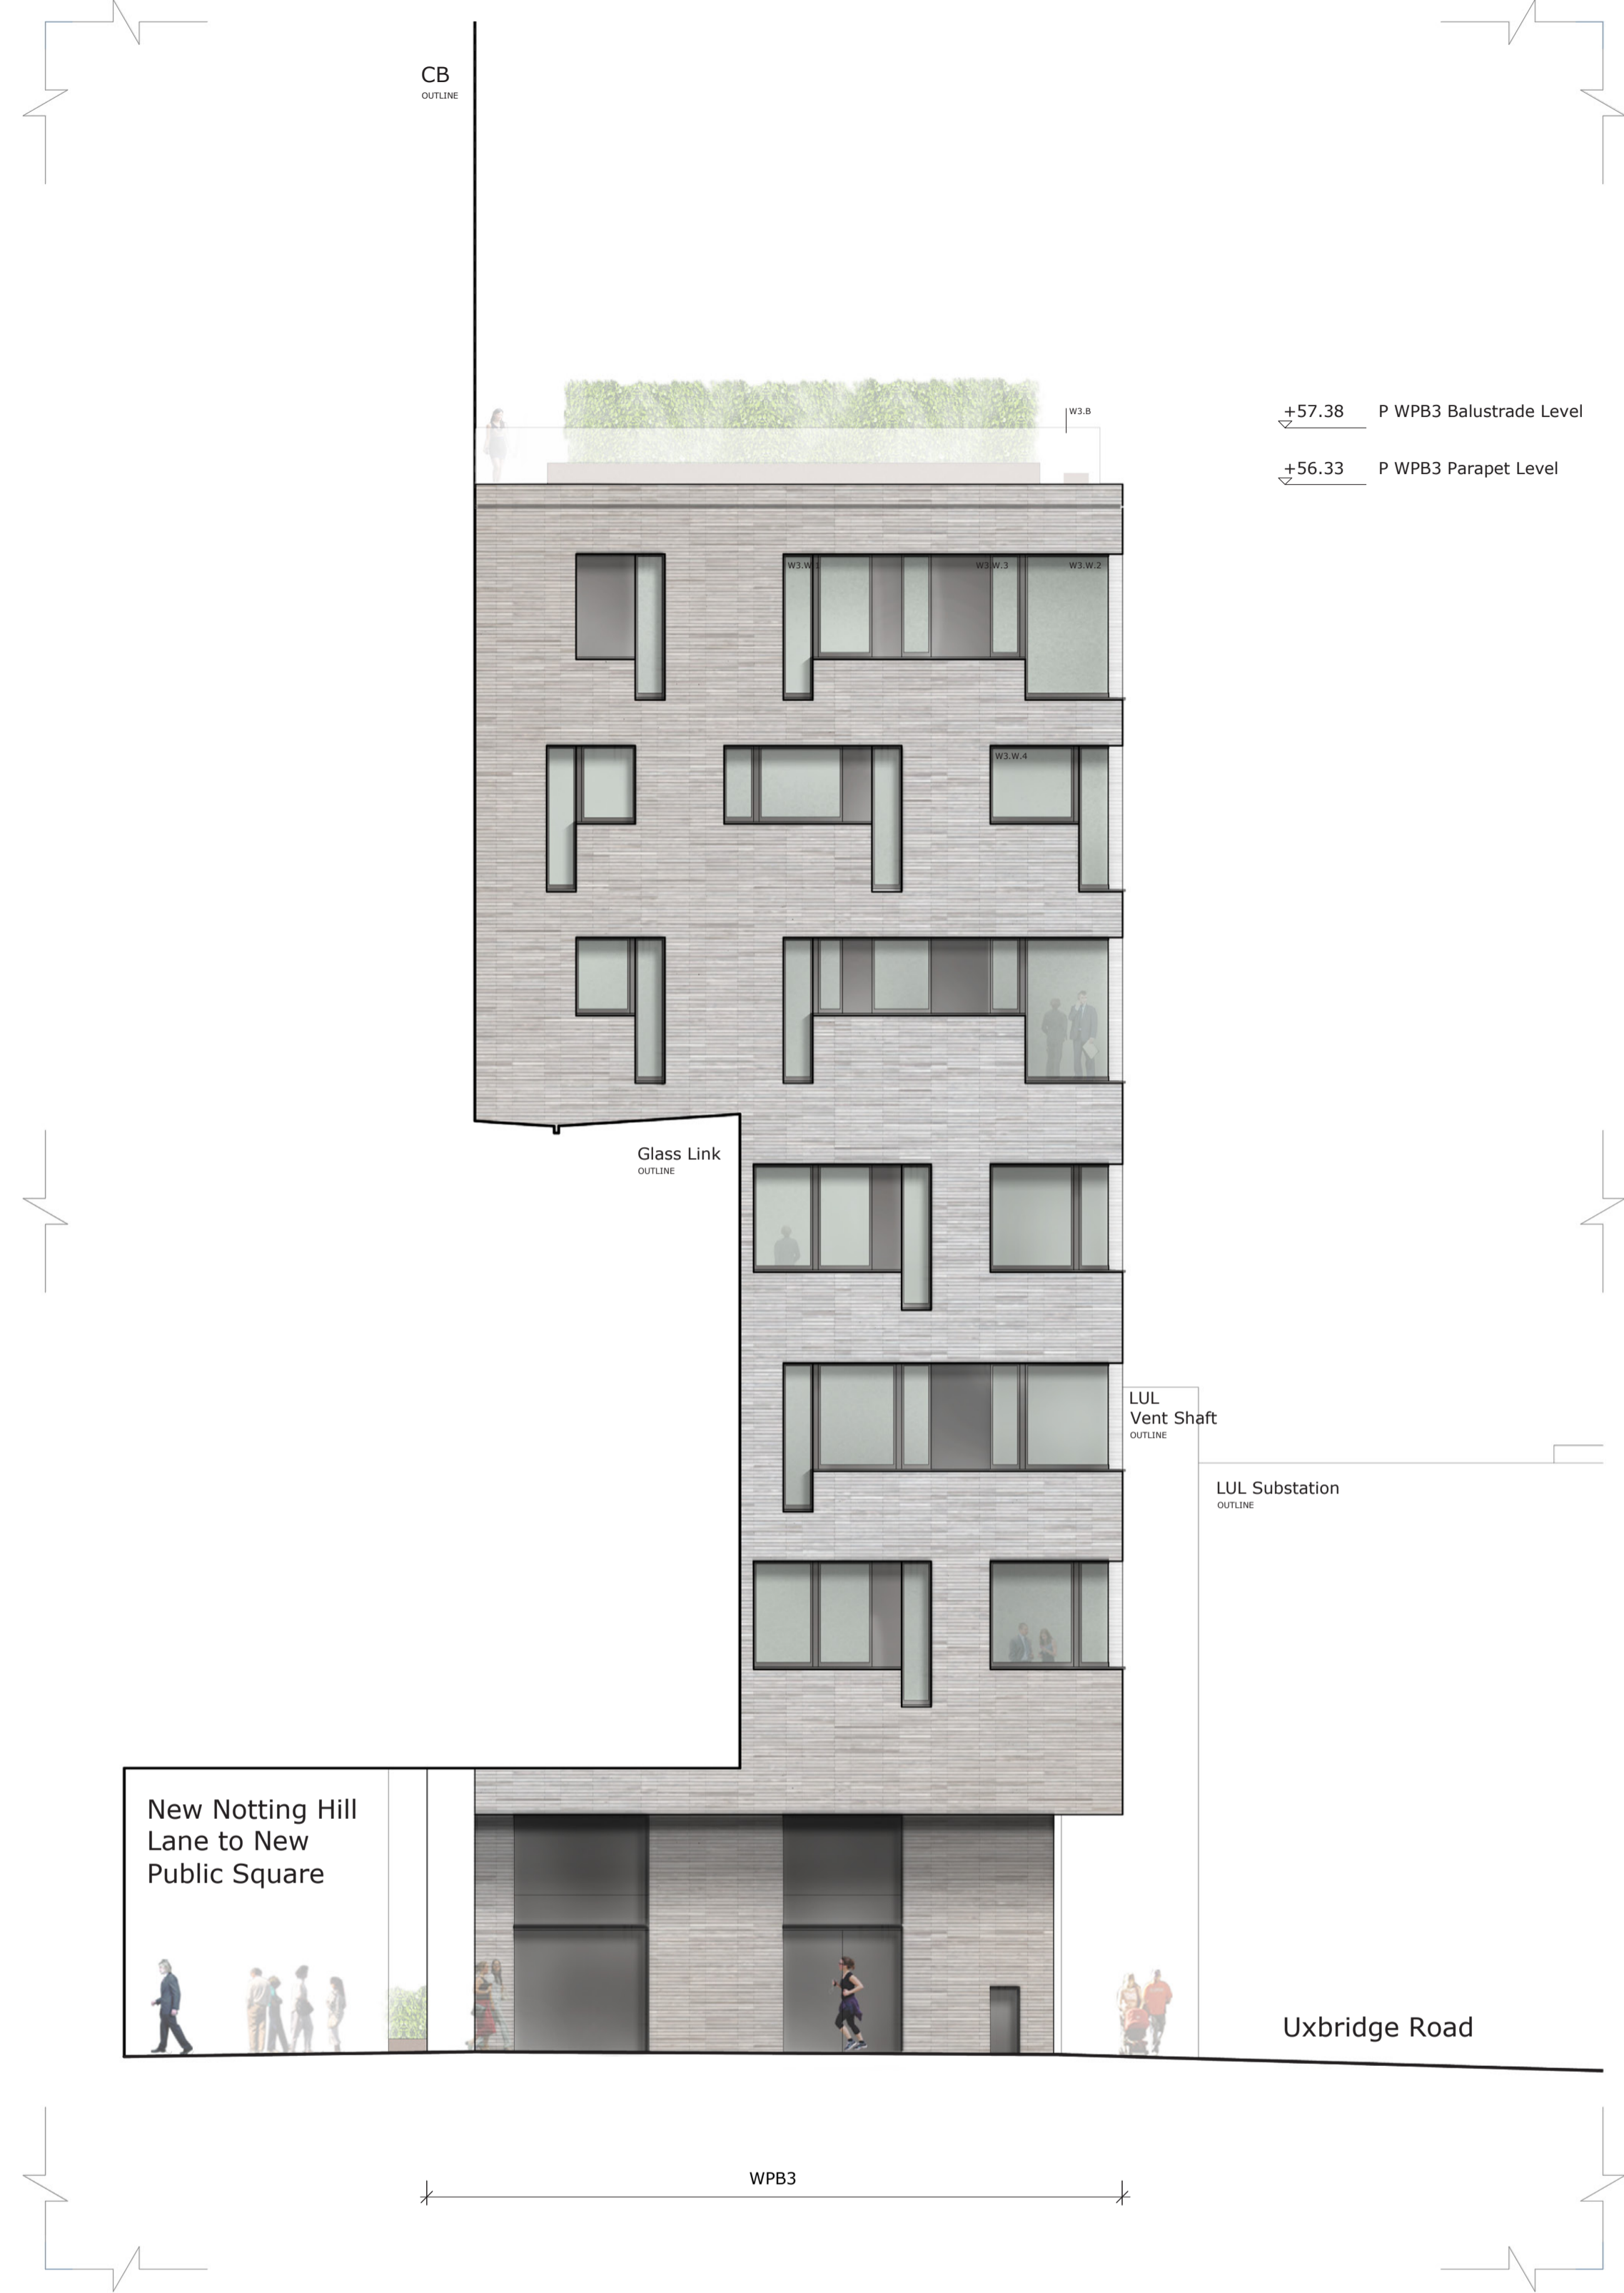 CB
OUTLINE
W3.B
+57.38 P WPB3 Balustrade Level
+56.33 P WPB3 Parapet Level
W3.W.1
W3.W.3
W3.W.2
W3.W.4
Glass Link
OUTLINE
LUL
Vent Shaft
OUTLINE
LUL Substation
OUTLINE
New Notting Hill
Lane to New
Public Square
Uxbridge Road
WPB3